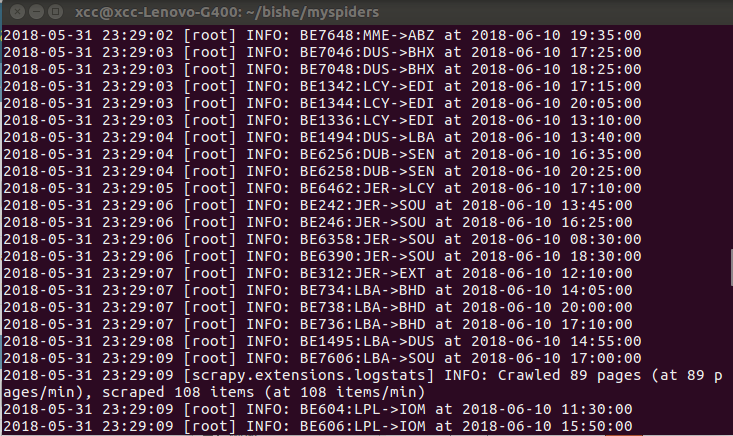 xcc@xcc-Lenovo-G400: ~/bishe/myspiders
2018-05-31 23:29:02 [root] INFO: BE7648:MME->ABZ at 2018-06-10 19:35:00
2018-05-31 23:29:03 [root] INFO: BE7046:DUS->BHX at 2018-06-10 17:25:00
2018-05-31 23:29:03 [root] INFO: BE7048:DUS->BHX at 2018-06-10 18:25:00
2018-05-31 23:29:03 [root] INFO: BE1342:LCY->EDI at 2018-06-10 17:15:00
2018-05-31 23:29:03 [root] INFO: BE1344:LCY->EDI at 2018-06-10 20:05:00
2018-05-31 23:29:03 [root] INFO: BE1336:LCY->EDI at 2018-06-10 13:10:00
2018-05-31 23:29:04 [root] INFO: BE1494:DUS->LBA at 2018-06-10 13:40:00
2018-05-31 23:29:04 [root] INFO: BE6256:DUB->SEN at 2018-06-10 16:35:00
2018-05-31 23:29:04 [root] INFO: BE6258:DUB->SEN at 2018-06-10 20:25:00
2018-05-31 23:29:05 [root] INFO: BE6462:JER->LCY at 2018-06-10 17:10:00
2018-05-31 23:29:06 [root] INFO: BE242:JER->SOU at 2018-06-10 13:45:00
2018-05-31 23:29:06 [root] INFO: BE246:JER->SOU at 2018-06-10 16:25:00
2018-05-31 23:29:06 [root] INFO: BE6358:JER->SOU at 2018-06-10 08:30:00
2018-05-31 23:29:06 [root] INFO: BE6390:JER->SOU at 2018-06-10 18:30:00
2018-05-31 23:29:07 [root] INFO: BE312:JER->EXT at 2018-06-10 12:10:00
2018-05-31 23:29:07 [root] INFO: BE734:LBA->BHD at 2018-06-10 14:05:00
2018-05-31 23:29:07 [root] INFO: BE738:LBA->BHD at 2018-06-10 20:00:00
2018-05-31 23:29:07 [root] INFO: BE736:LBA->BHD at 2018-06-10 17:10:00
2018-05-31 23:29:08 [root] INFO: BE1495:LBA->DUS at 2018-06-10 14:55:00
2018-05-31 23:29:09 [root] INFO: BE7606:LBA->SOU at 2018-06-10 17:00:00
2018-05-31 23:29:09 [scrapy.extensions.logstats] INFO: Crawled 89 pages (at 89 p
ages/min), scraped 108 items (at 108 items/min)
2018-05-31 23:29:09 [root] INFO: BE604:LPL->IOM at 2018-06-10 11:30:00
2018-05-31 23:29:09 [root] INFO: BE606:LPL->IOM at 2018-06-10 15:50:00